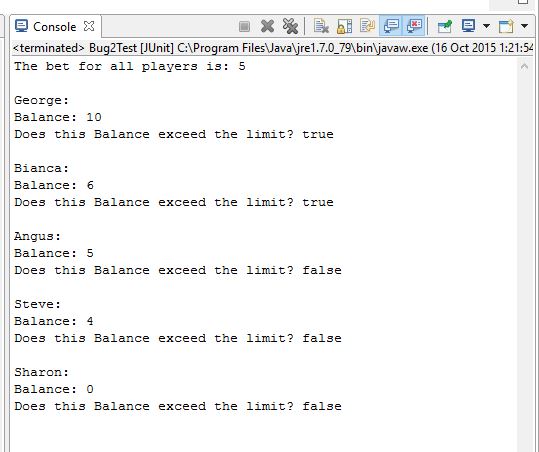 Console
<terminated> Bug2Test [JUnit] C:\Program Files\Java\jre1.7.0_79\bin\javaw.exe (16 Oct 2015 1:21:54
The bet for all players is: 5
George:
Balance: 10
Does this Balance exceed the limit? true
Bianca:
Balance: 6
Does this Balance exceed the limit? true
Angus:
Balance: 5
Does this Balance exceed the limit? false
Steve:
Balance: 4
Does this Balance exceed the limit? false
Sharon:
Balance: 0
Does this Balance exceed the limit? false